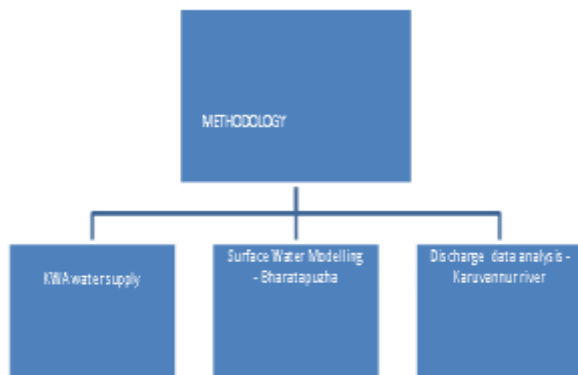 METHODOLOGY
KWA water supply
Surface Water Modelling
- Bharatapuzha
Discharge data analysis -
Karuvannur river